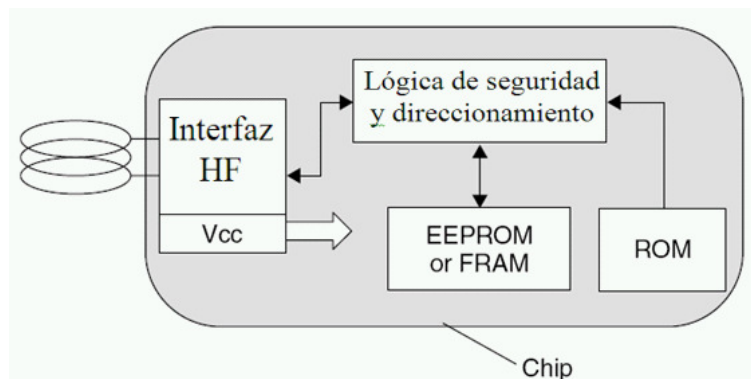 Lógica de seguridad
y direccionamiento
Interfaz
HF
Vcc
EEPROM
or FRAM
ROM
Chip